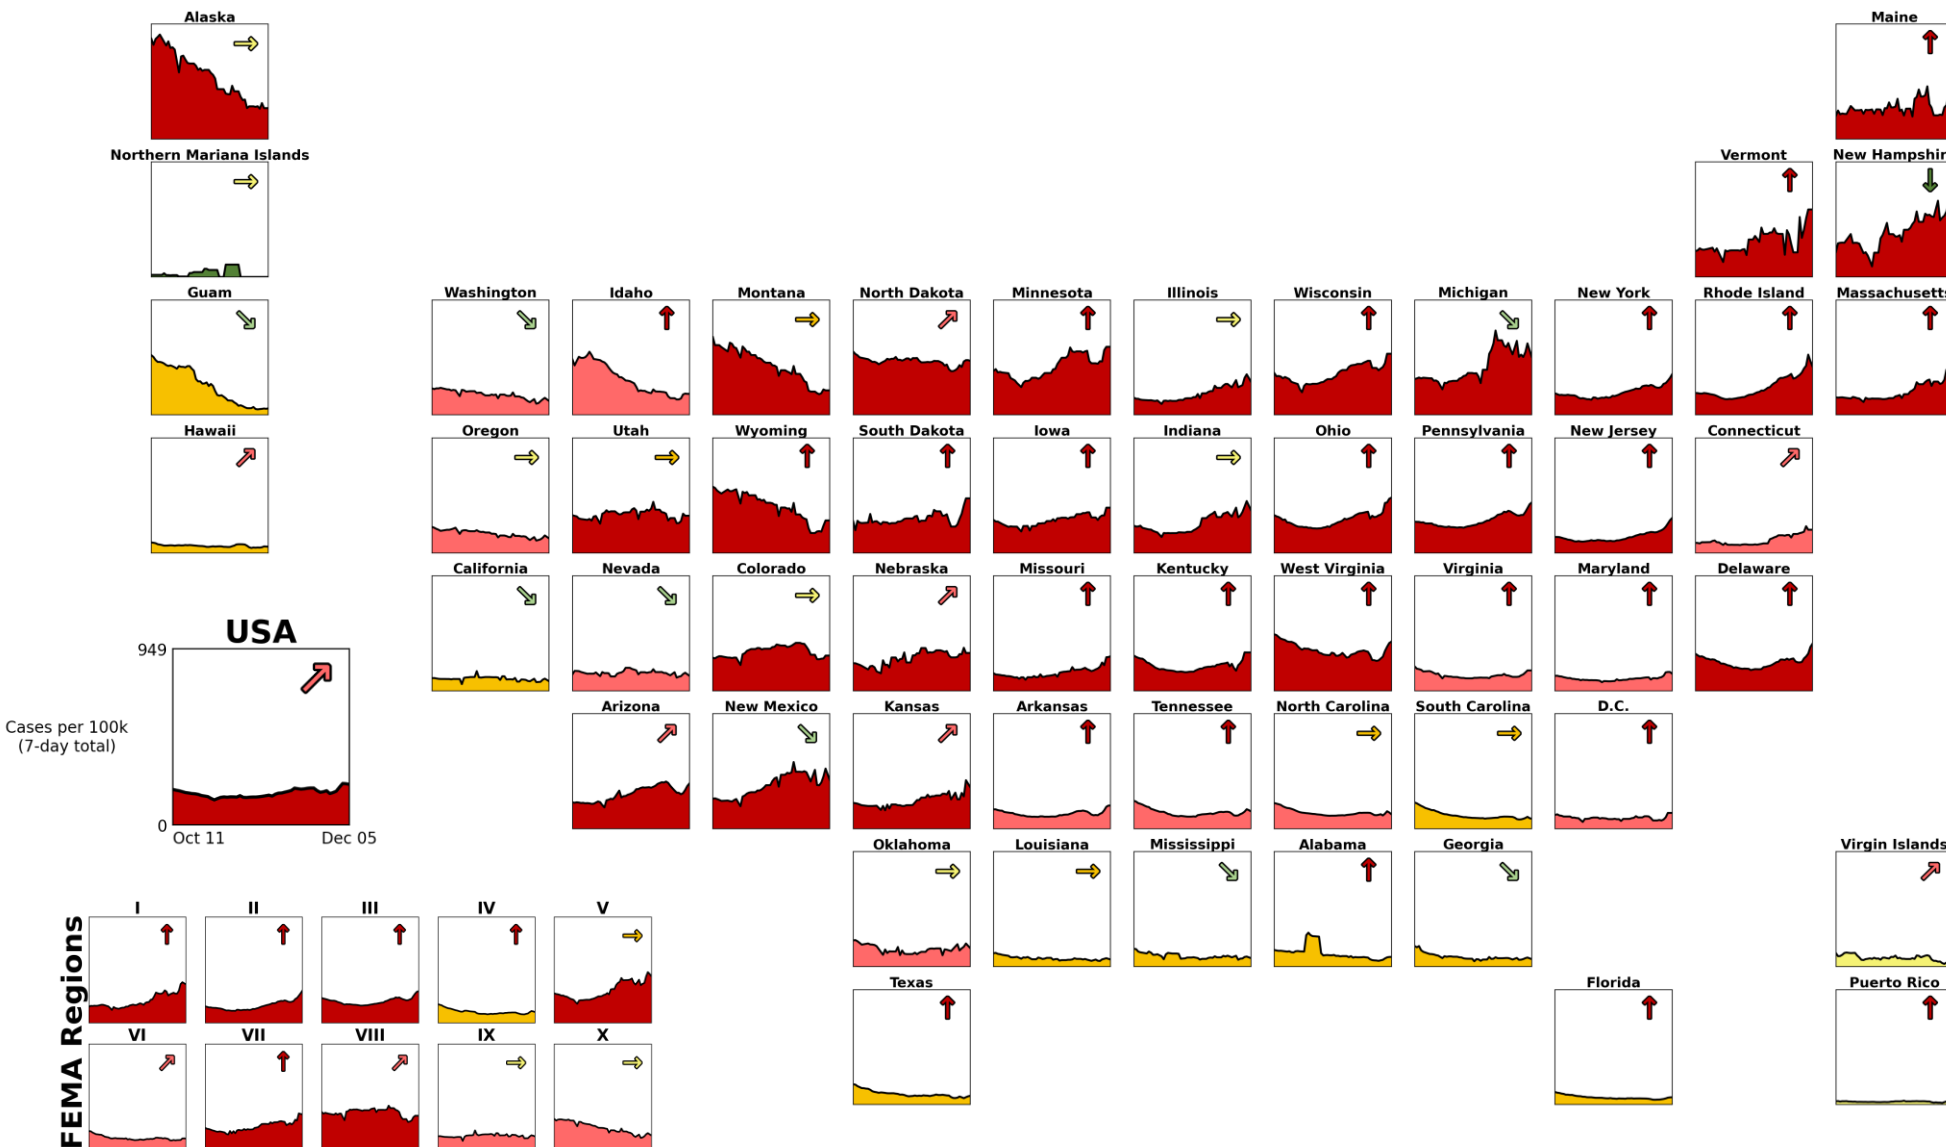 Alaska
Maine
Northern Mariana Islands
Vermont
New Hampshir
Guam
Washington
Idaho
Montana
North Dakota
Minnesota
Illinois
Wisconsin
Michigan
New York
Rhode Island
Massachusetts
Hawaii
Oregon
Utah
Wyoming
South Dakota
Iowa
Indiana
Ohio
Pennsylvania
New Jersey
Connecticut
California
Nevada
Colorado
Nebraska
Missouri
Kentucky
West Virginia
Virginia
Maryland
Delaware
USA
949
Cases per 100k
(7-day total)
0
Oct 11
Dec 05
Arizona
New Mexico
Kansas
Arkansas
Tennessee
North Carolina
South Carolina
D.C.
Oklahoma
Louisiana
Mississippi
Alabama
Georgia
Virgin Islands
Texas
Florida
Puerto Rico
FEMA Regions
I
II
III
IV
V
VI
VII
VIII
IX
X